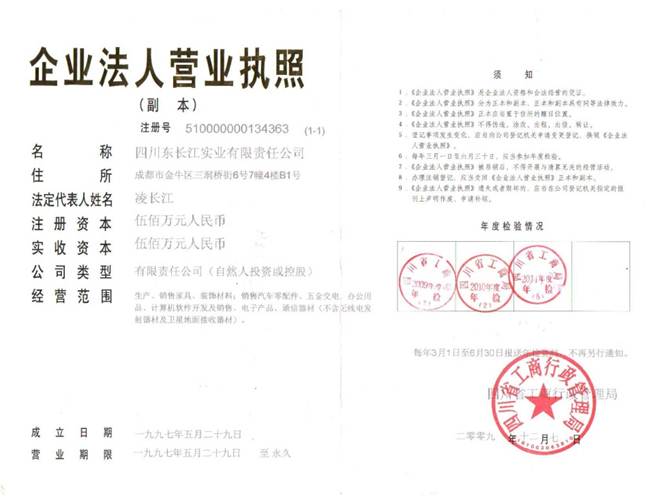 企业法人营业执照
（副 本）
注册号 510000000134363 (1-1)
名 称 四川东长江实业有限责任公司
住 所 成都市金牛区三洞桥街6号7幢4楼B1号
法定代表人姓名 凌长江
注册资本 伍佰万元人民币
实收资本 伍佰万元人民币
公司类型 有限责任公司（自然人投资或控股）
经营范围 生产、销售家具、装饰材料；销售汽车零配件、五金交电、办公用
品、计算机软件开发及销售、电子产品、通信器材（不含无线电发
射器材及卫星地面接收器材）。
成立日期 一九九七年五月二十九日
营业期限 一九九七年五月二十九日 至 永久
须 知
1．《企业法人营业执照》是企业法人资格和合法经营的凭证。
2．《企业法人营业执照》分为正本和副本，正本和副本具有同等法律效力。
3．《企业法人营业执照》正本应当置于住所的醒目位置。
4．《企业法人营业执照》不得伪造、涂改、出租、出借、转让。
5．登记事项发生变化，应当向公司登记机关申请变更登记，换领《企业法
人营业执照》。
6．每年三月一日至六月三十日，应当参加年度检验。
7．《企业法人营业执照》被吊销后，不得开展与清算无关的经营活动。
8．办理注销登记，应当交回《企业法人营业执照》正本和副本。
9．《企业法人营业执照》遗失或者毁坏的，应当在公司登记机关指定的报
刊上声明作废，申请补领。
年度检验情况
四川省工商局
2009年度
年 检
四川省工商局
2010年度
年 检
(2)
四川省工商局
年 检
每年3月1日至6月30日报送年检资料，不再另行通知。
四川省工商行政管理局
四川省工商行政管理局
二零零九 年 十二 月 七 日